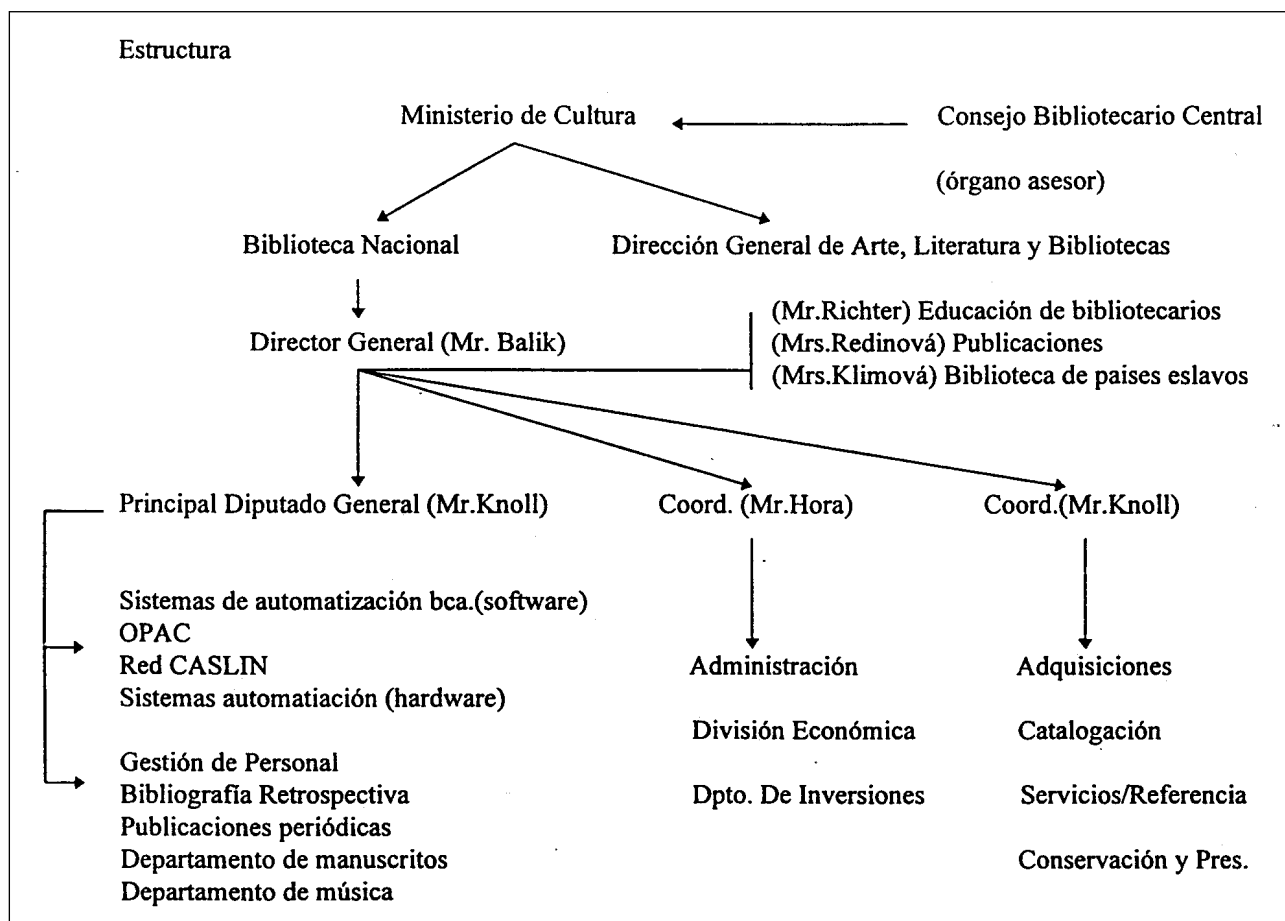 Estructura
Ministerio de Cultura
Consejo Bibliotecario Central
(órgano asesor)
Biblioteca Nacional
Dirección General de Arte, Literatura y Bibliotecas
(Mr.Richter) Educación de bibliotecarios
Director General (Mr. Balik)
(Mrs.Redinová) Publicaciones
(Mrs.Klimová) Biblioteca de paises eslavos
Principal Diputado General (Mr.Knoll)
Coord. (Mr.Hora)
Coord.(Mr.Knoll)
Sistemas de automatización bca.(software)
OPAC
Red CASLIN
Sistemas automatiación (hardware)
Gestión de Personal
Bibliografía Retrospectiva
Publicaciones periódicas
Departamento de manuscritos
Departamento de música
Administración
División Económica
Dpto. De Inversiones
Adquisiciones
Catalogación
Servicios/Referencia
Conservación y Pres.